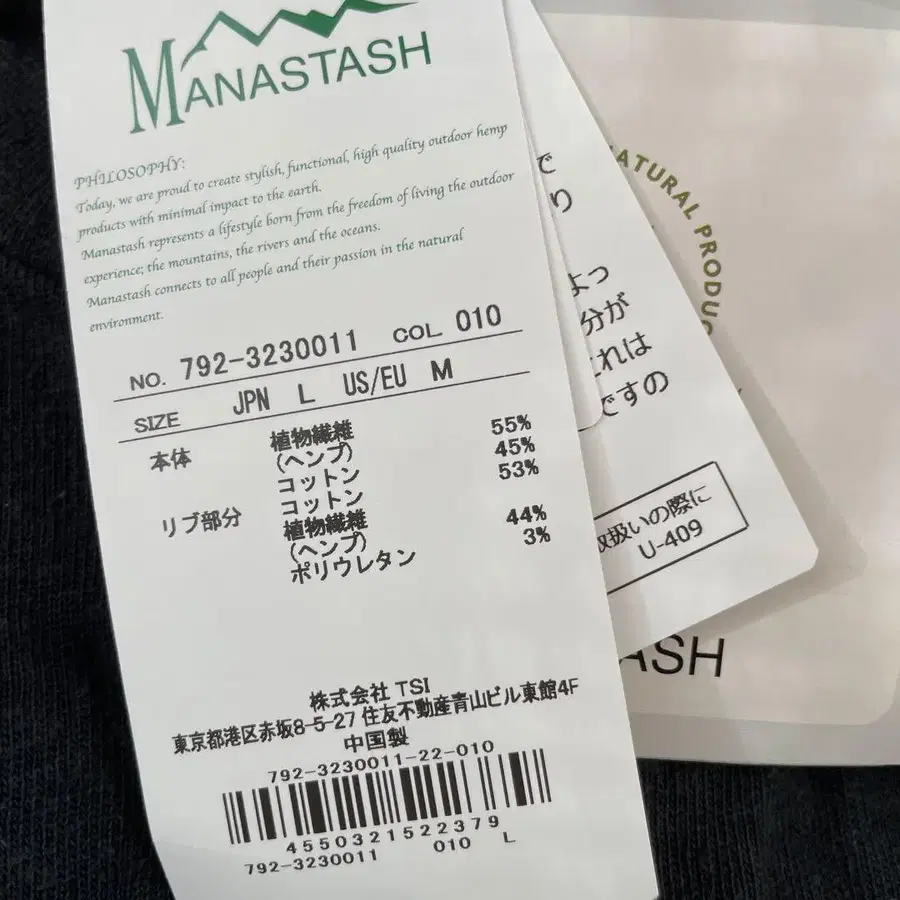 MANASTASH
PHILOSOPHY:
Today, we are proud to create stylish, functional, high quality outdoor hemp
products with minimal impact to the earth.
Manastash represents a lifestyle born from the freedom of living the outdoor
experience; the mountains, the rivers and the oceans.
Manastash connects to all people and their passion in the natural
environment.
NO. 792-3230011 COL 010
SIZE JPN L US/EU M
本体 植物繊維 55%
(ヘンプ)
コットン 45%
リブ部分 コットン 53%
植物繊維 44%
(ヘンプ)
ポリウレタン 3%
株式会社 TSI
東京都港区赤坂8-5-27 住友不動産青山ビル東館4F
中国製
792-3230011-22-010
4550321522379
792-3230011 010 L
で
り
よっ
分が
これは
ですの
取扱いの際に
U-409
NATURAL PRODUC
ASH